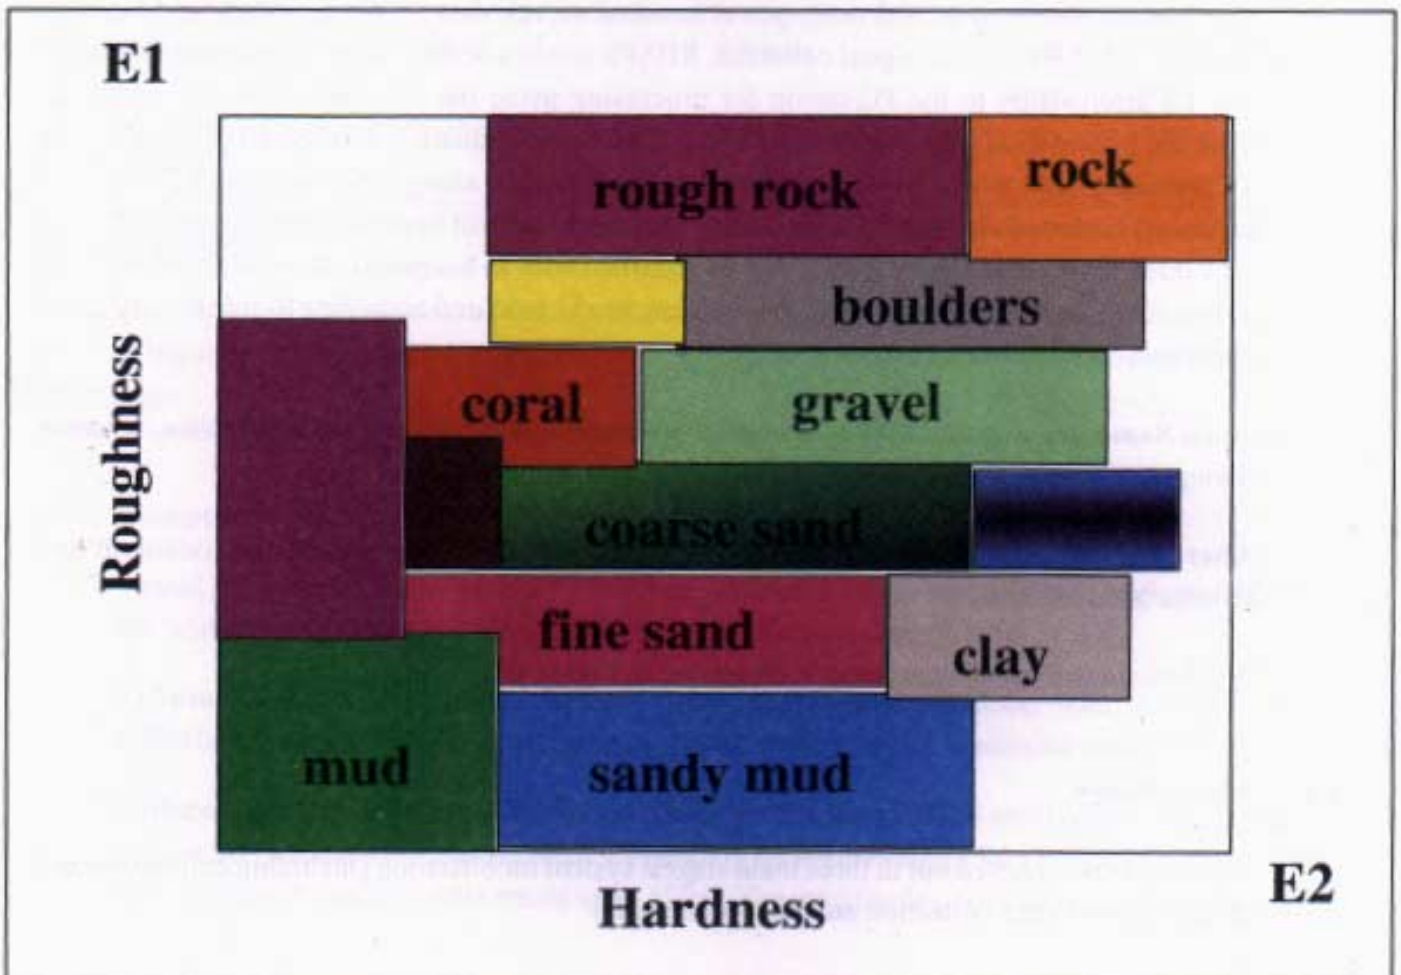 E1
rough rock
rock
boulders
coral
gravel
coarse sand
fine sand
clay
mud
sandy mud
Roughness
Hardness
E2